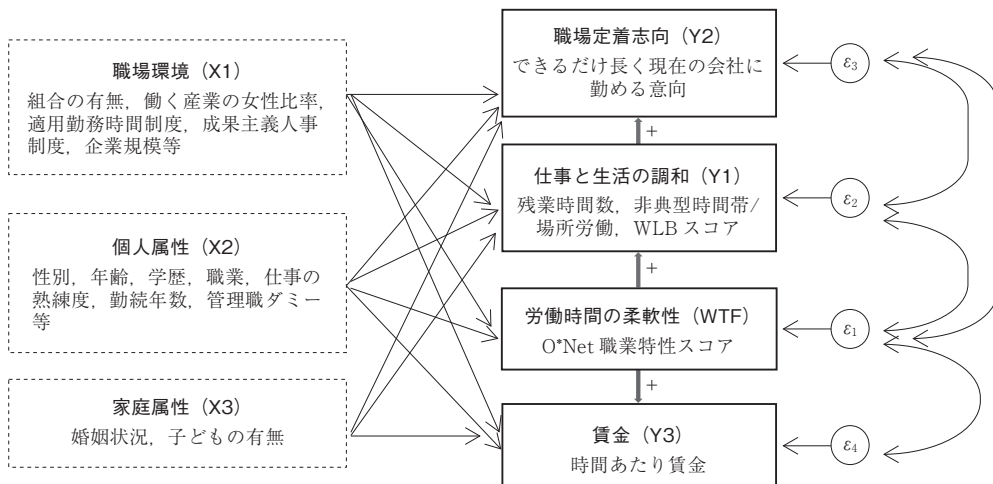 職場環境（X1）
組合の有無，働く産業の女性比率，
適用勤務時間制度，成果主義人事
制度，企業規模等
個人属性（X2）
性別，年齢，学歴，職業，仕事の
熟練度，勤続年数，管理職ダミー
等
家庭属性（X3）
婚姻状況，子どもの有無
職場定着志向（Y2）
できるだけ長く現在の会社に
勤める意向
+
仕事と生活の調和（Y1）
残業時間数，非典型時間帯/
場所労働，WLB スコア
+
労働時間の柔軟性（WTF）
O*Net 職業特性スコア
+
賃金（Y3）
時間あたり賃金
ε3
ε2
ε1
ε4